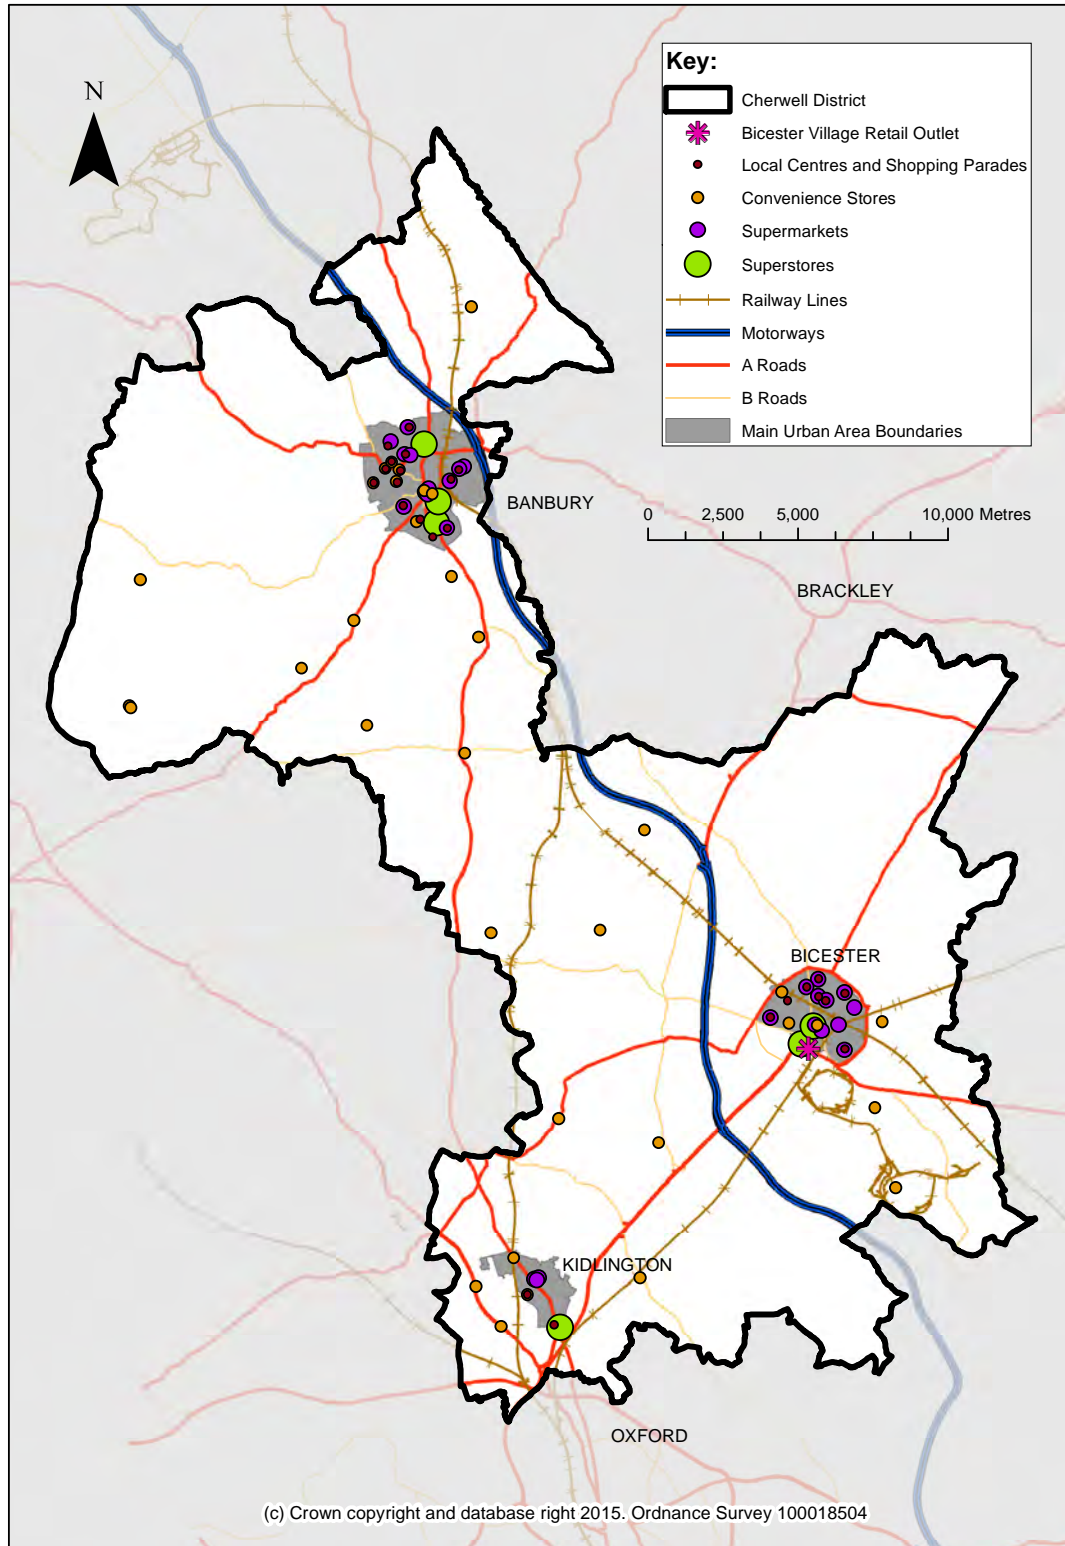 N
Key:
Cherwell District
Bicester Village Retail Outlet
Local Centres and Shopping Parades
Convenience Stores
Supermarkets
Superstores
Railway Lines
Motorways
A Roads
B Roads
Main Urban Area Boundaries
BANBURY
0 2,500 5,000 10,000 Metres
BRACKLEY
BICESTER
KIDLINGTON
OXFORD
(c) Crown copyright and database right 2015. Ordnance Survey 100018504